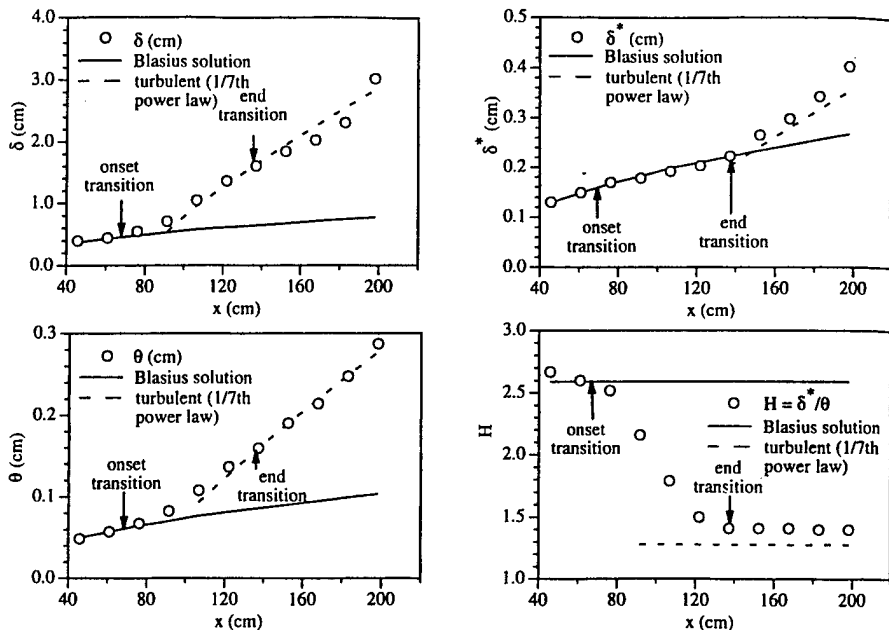 4.0
3.0
2.0
1.0
0.0
δ (cm)
δ (cm)
Blasius solution
turbulent (1/7th
power law)
end
transition
onset
transition
40
80
120
160
200
x (cm)
0.5
0.4
0.3
0.2
0.1
0.0
δ* (cm)
δ* (cm)
Blasius solution
turbulent (1/7th
power law)
onset
transition
end
transition
40
80
120
160
200
x (cm)
0.3
0.2
0.1
0.0
θ (cm)
θ (cm)
Blasius solution
turbulent (1/7th
power law)
onset
transition
end
transition
40
80
120
160
200
x (cm)
3.0
2.5
2.0
1.5
1.0
H
onset
transition
H = δ*/θ
Blasius solution
turbulent (1/7th
power law)
end
transition
40
80
120
160
200
x (cm)